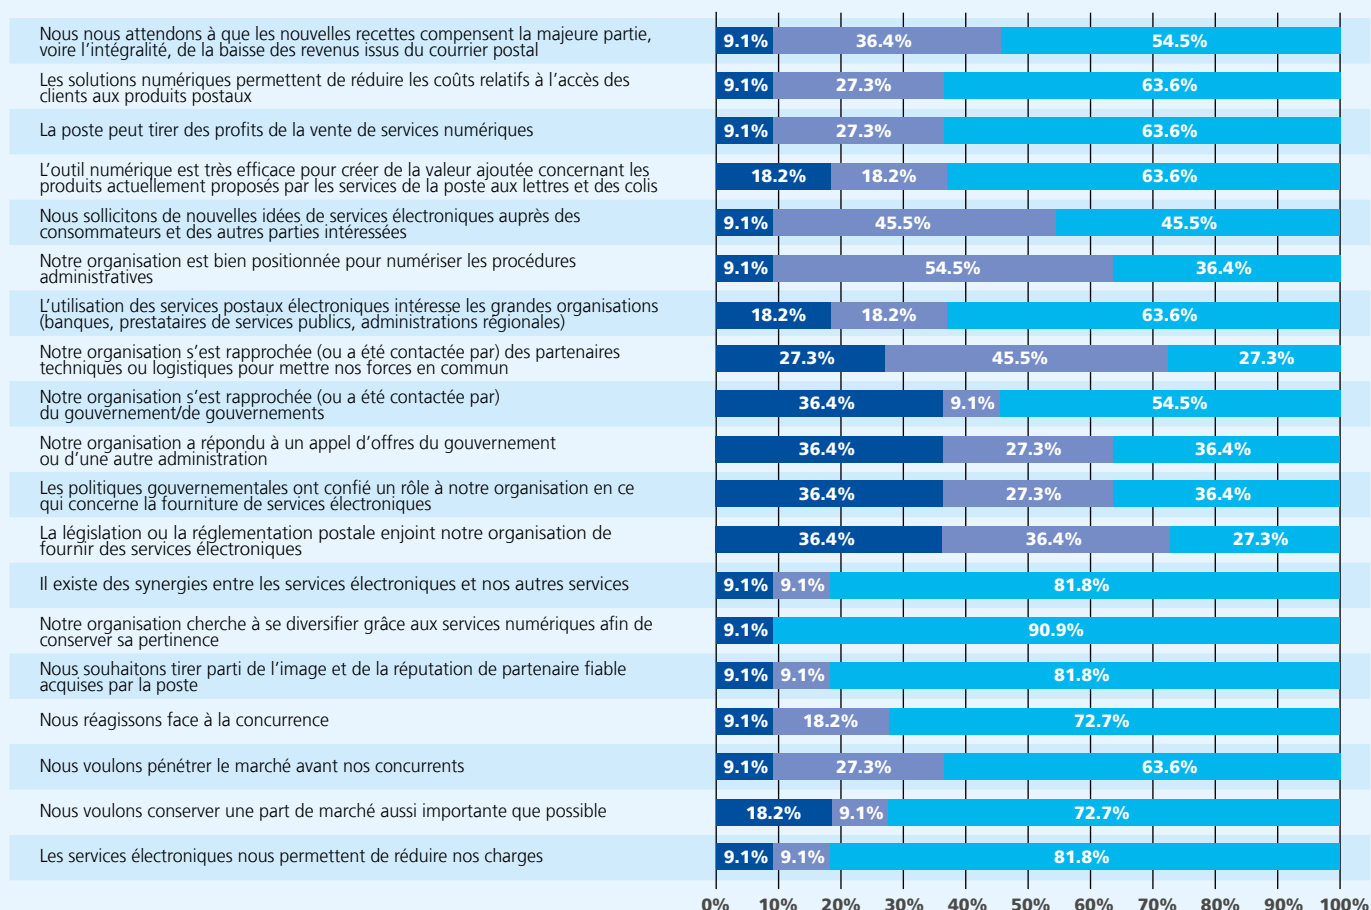 Nous nous attendons à que les nouvelles recettes compensent la majeure partie,
voire l’intégralité, de la baisse des revenus issus du courrier postal
9.1% 36.4% 54.5%
Les solutions numériques permettent de réduire les coûts relatifs à l’accès des
clients aux produits postaux
9.1% 27.3% 63.6%
La poste peut tirer des profits de la vente de services numériques
9.1% 27.3% 63.6%
L’outil numérique est très efficace pour créer de la valeur ajoutée concernant les
produits actuellement proposés par les services de la poste aux lettres et des colis
18.2% 18.2% 63.6%
Nous sollicitons de nouvelles idées de services électroniques auprès des
consommateurs et des autres parties intéressées
9.1% 45.5% 45.5%
Notre organisation est bien positionnée pour numériser les procédures
administratives
9.1% 54.5% 36.4%
L’utilisation des services postaux électroniques intéresse les grandes organisations
(banques, prestataires de services publics, administrations régionales)
18.2% 18.2% 63.6%
Notre organisation s’est rapprochée (ou a été contactée par) des partenaires
techniques ou logistiques pour mettre nos forces en commun
27.3% 45.5% 27.3%
Notre organisation s’est rapprochée (ou a été contactée par)
du gouvernement/de gouvernements
36.4% 9.1% 54.5%
Notre organisation a répondu à un appel d’offres du gouvernement
ou d’une autre administration
36.4% 27.3% 36.4%
Les politiques gouvernementales ont confié un rôle à notre organisation en ce
qui concerne la fourniture de services électroniques
36.4% 27.3% 36.4%
La législation ou la réglementation postale enjoint notre organisation de
fournir des services électroniques
36.4% 36.4% 27.3%
Il existe des synergies entre les services électroniques et nos autres services
9.1% 9.1% 81.8%
Notre organisation cherche à se diversifier grâce aux services numériques afin de
conserver sa pertinence
9.1% 90.9%
Nous souhaitons tirer parti de l’image et de la réputation de partenaire fiable
acquises par la poste
9.1% 9.1% 81.8%
Nous réagissons face à la concurrence
9.1% 18.2% 72.7%
Nous voulons pénétrer le marché avant nos concurrents
9.1% 27.3% 63.6%
Nous voulons conserver une part de marché aussi importante que possible
18.2% 9.1% 72.7%
Les services électroniques nous permettent de réduire nos charges
9.1% 9.1% 81.8%
0% 10% 20% 30% 40% 50% 60% 70% 80% 90% 100%